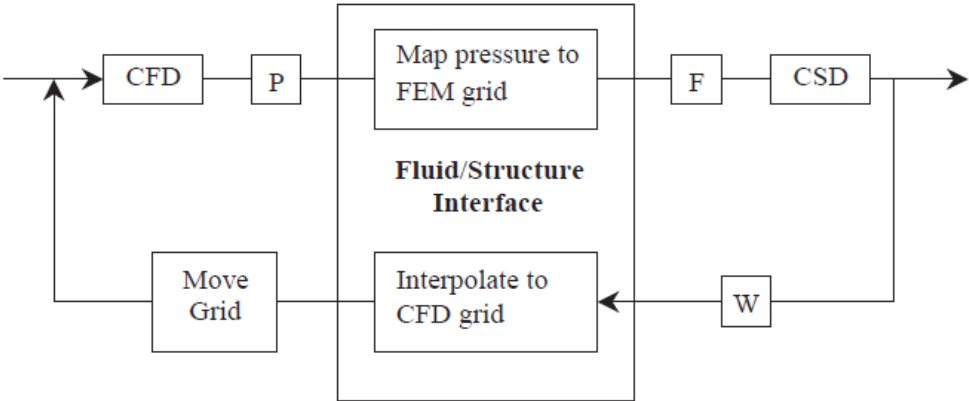 CFD
P
Map pressure to
FEM grid
F
CSD
Fluid/Structure
Interface
Move
Grid
Interpolate to
CFD grid
W